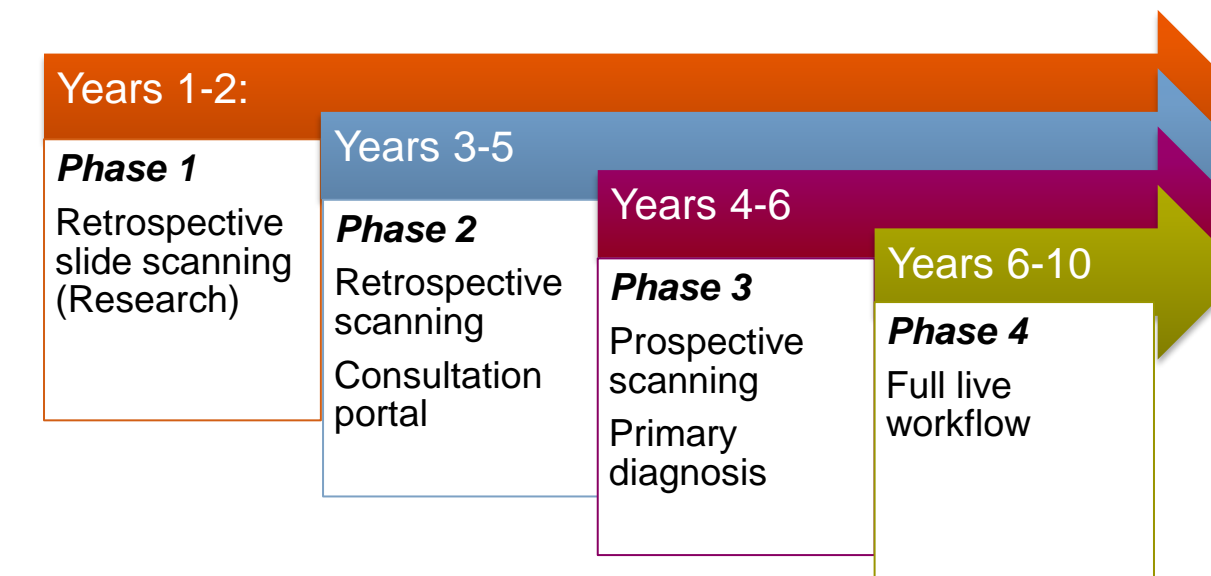 Years 1-2:
Phase 1
Retrospective
slide scanning
(Research)
Years 3-5
Phase 2
Retrospective
scanning
Consultation
portal
Years 4-6
Phase 3
Prospective
scanning
Primary
diagnosis
Years 6-10
Phase 4
Full live
workflow